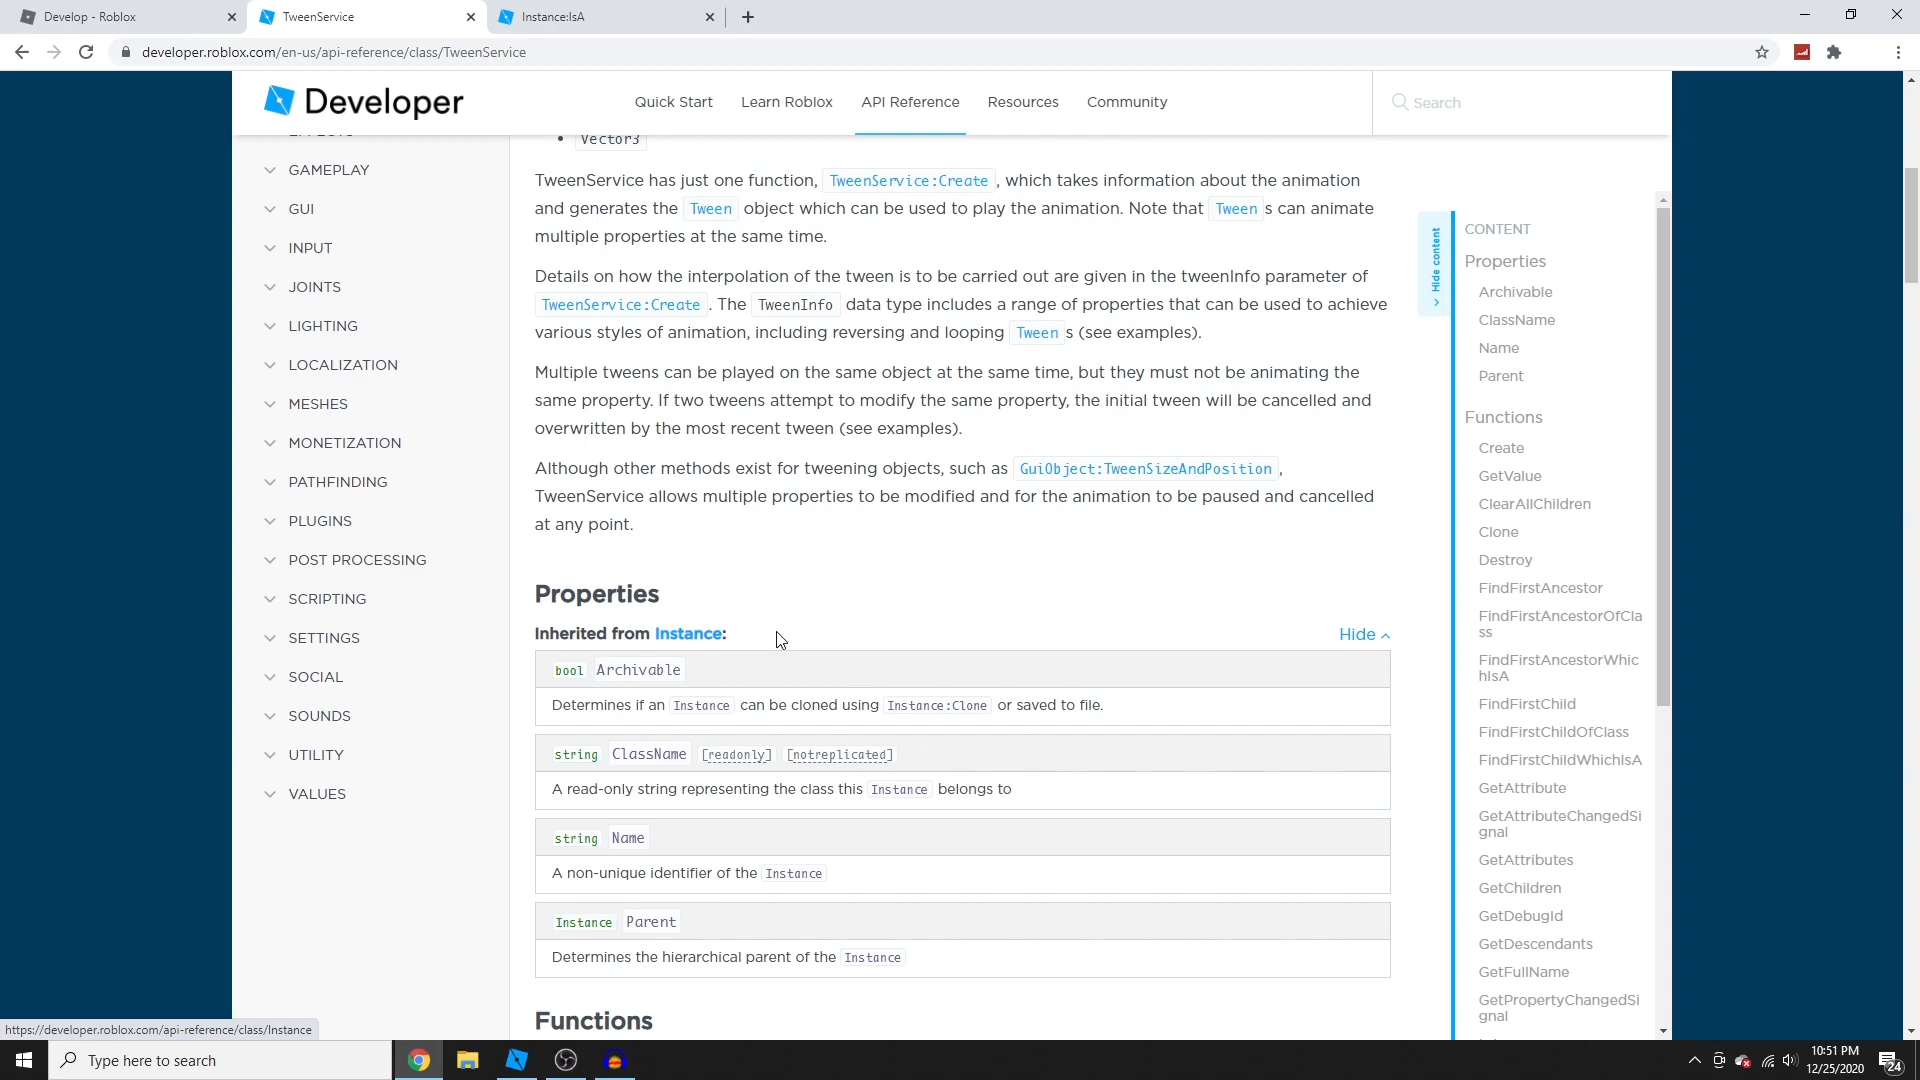 Develop - Roblox
TweenService
Instance:IsA
developer.roblox.com/en-us/api-reference/class/TweenService
Developer
Quick Start
Learn Roblox
API Reference
Resources
Community
Search
GAMEPLAY
GUI
INPUT
JOINTS
LIGHTING
LOCALIZATION
MESHES
MONETIZATION
PATHFINDING
PLUGINS
POST PROCESSING
SCRIPTING
SETTINGS
SOCIAL
SOUNDS
UTILITY
VALUES
• Vector3
TweenService has just one function, TweenService:Create , which takes information about the animation
and generates the Tween object which can be used to play the animation. Note that Tween s can animate
multiple properties at the same time.
Details on how the interpolation of the tween is to be carried out are given in the tweenInfo parameter of
TweenService:Create . The TweenInfo data type includes a range of properties that can be used to achieve
various styles of animation, including reversing and looping Tween s (see examples).
Multiple tweens can be played on the same object at the same time, but they must not be animating the
same property. If two tweens attempt to modify the same property, the initial tween will be cancelled and
overwritten by the most recent tween (see examples).
Although other methods exist for tweening objects, such as GuiObject:TweenSizeAndPosition ,
TweenService allows multiple properties to be modified and for the animation to be paused and cancelled
at any point.
Properties
Inherited from Instance:
Hide
bool Archivable
Determines if an Instance can be cloned using Instance:Clone or saved to file.
string ClassName [readonly] [notreplicated]
A read-only string representing the class this Instance belongs to
string Name
A non-unique identifier of the Instance
Instance Parent
Determines the hierarchical parent of the Instance
Functions
Hide content
CONTENT
Properties
Archivable
ClassName
Name
Parent
Functions
Create
GetValue
ClearAllChildren
Clone
Destroy
FindFirstAncestor
FindFirstAncestorOfCla
ss
FindFirstAncestorWhic
hIsA
FindFirstChild
FindFirstChildOfClass
FindFirstChildWhichIsA
GetAttribute
GetAttributeChangedSi
gnal
GetAttributes
GetChildren
GetDebugId
GetDescendants
GetFullName
GetPropertyChangedSi
gnal
https://developer.roblox.com/api-reference/class/Instance
Type here to search
10:51 PM
12/25/2020
24